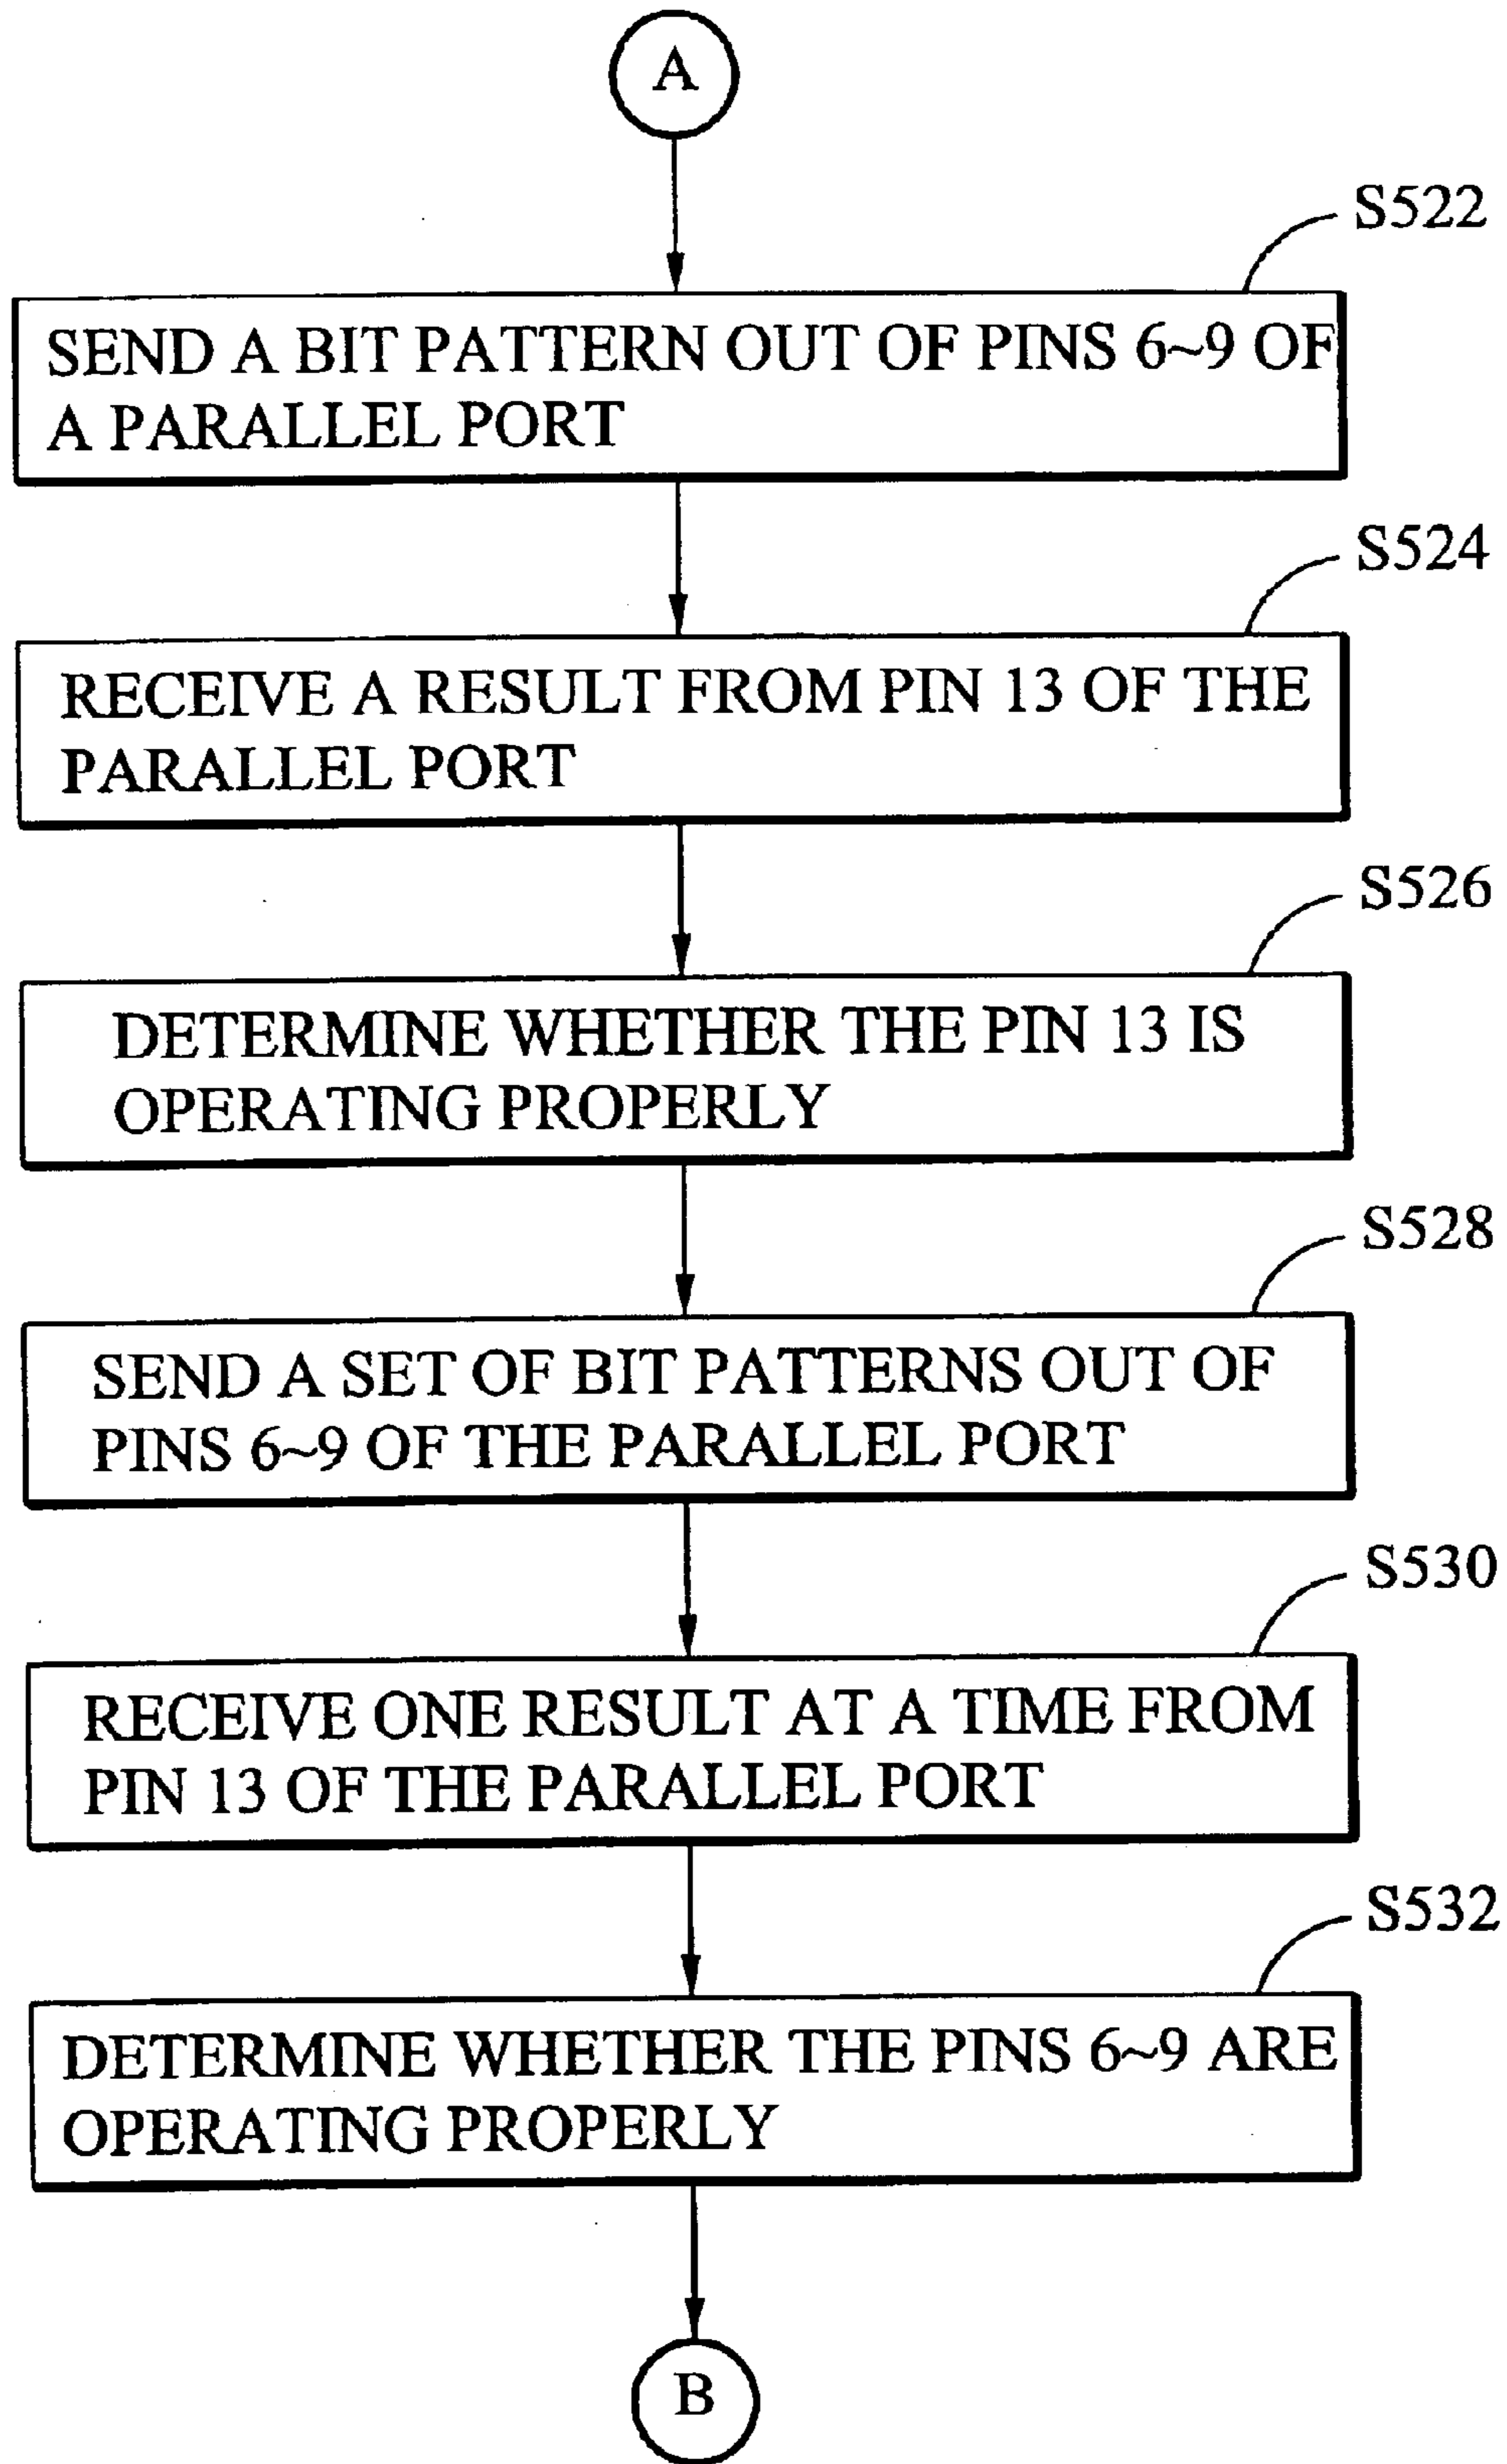 A
S522
SEND A BIT PATTERN OUT OF PINS 6~9 OF
A PARALLEL PORT
S524
RECEIVE A RESULT FROM PIN 13 OF THE
PARALLEL PORT
S526
DETERMINE WHETHER THE PIN 13 IS
OPERATING PROPERLY
S528
SEND A SET OF BIT PATTERNS OUT OF
PINS 6~9 OF THE PARALLEL PORT
S530
RECEIVE ONE RESULT AT A TIME FROM
PIN 13 OF THE PARALLEL PORT
S532
DETERMINE WHETHER THE PINS 6~9 ARE
OPERATING PROPERLY
B